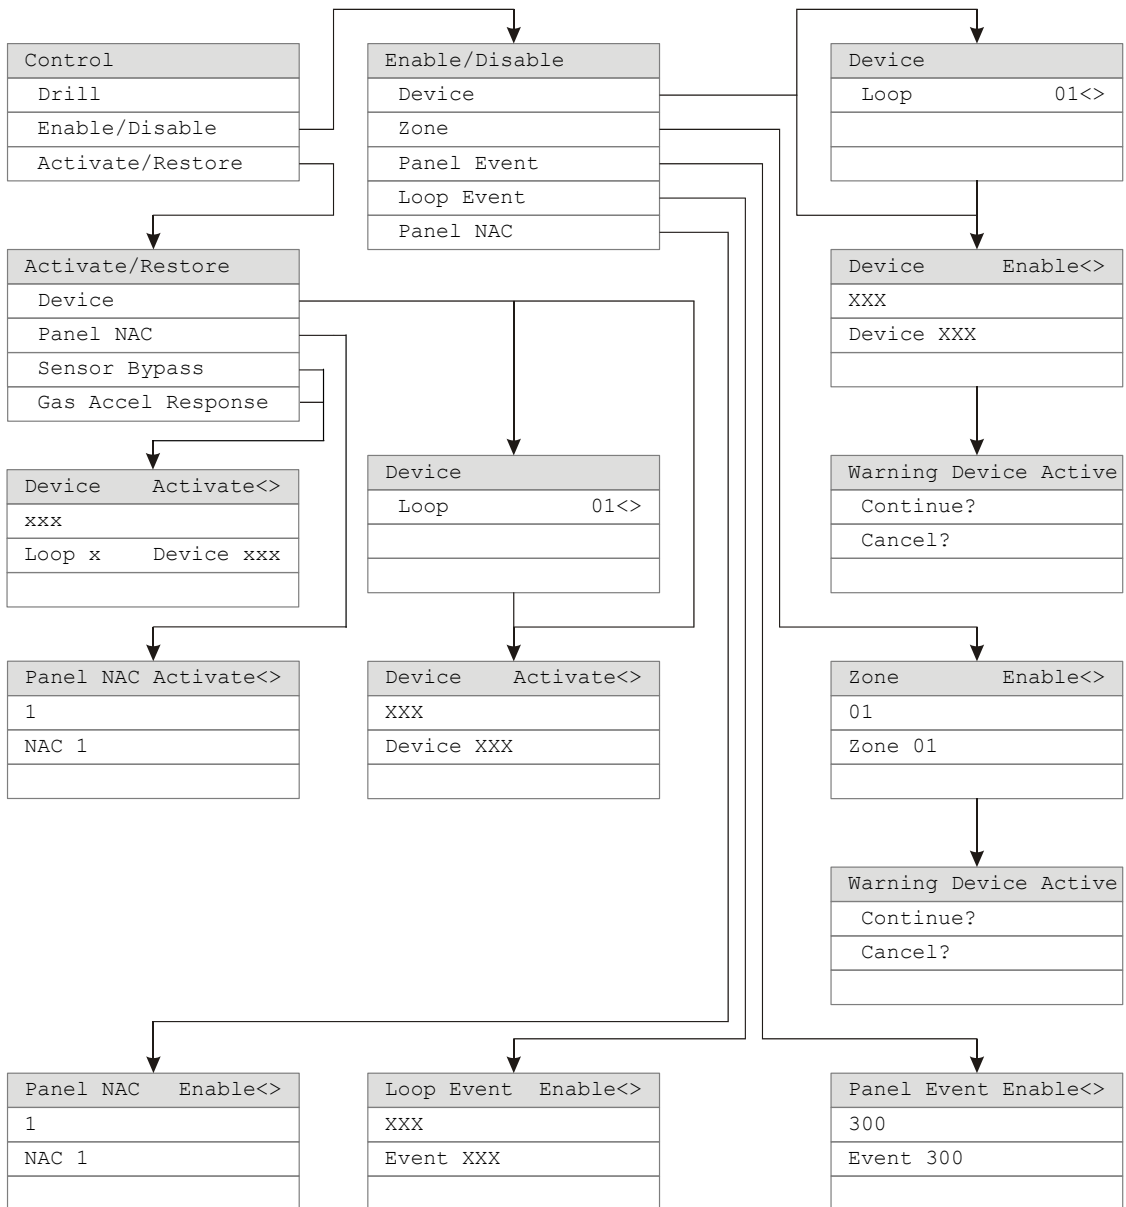 Control
Drill
Enable/Disable
Activate/Restore
Enable/Disable
Device
Zone
Panel Event
Loop Event
Panel NAC
Device
Loop 01<>
Device Enable<>
XXX
Device XXX
Warning Device Active
Continue?
Cancel?
Activate/Restore
Device
Panel NAC
Sensor Bypass
Gas Accel Response
Device Activate<>
xxx
Loop x Device xxx
Device
Loop 01<>
Panel NAC Activate<>
1
NAC 1
Device Activate<>
XXX
Device XXX
Zone Enable<>
01
Zone 01
Warning Device Active
Continue?
Cancel?
Panel NAC Enable<>
1
NAC 1
Loop Event Enable<>
XXX
Event XXX
Panel Event Enable<>
300
Event 300